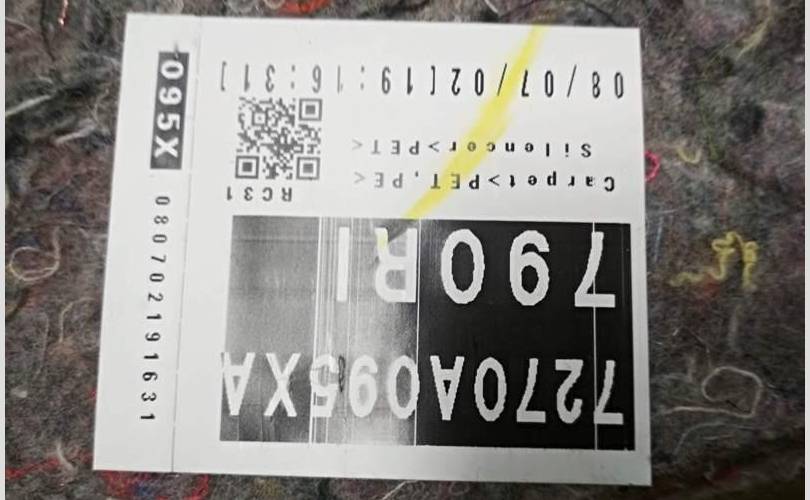 7270A095XA
790RI
RC31
Carpet>PET,PE<
Silencer>PET<
08/07/02[19:16:31]
095X
080702191631